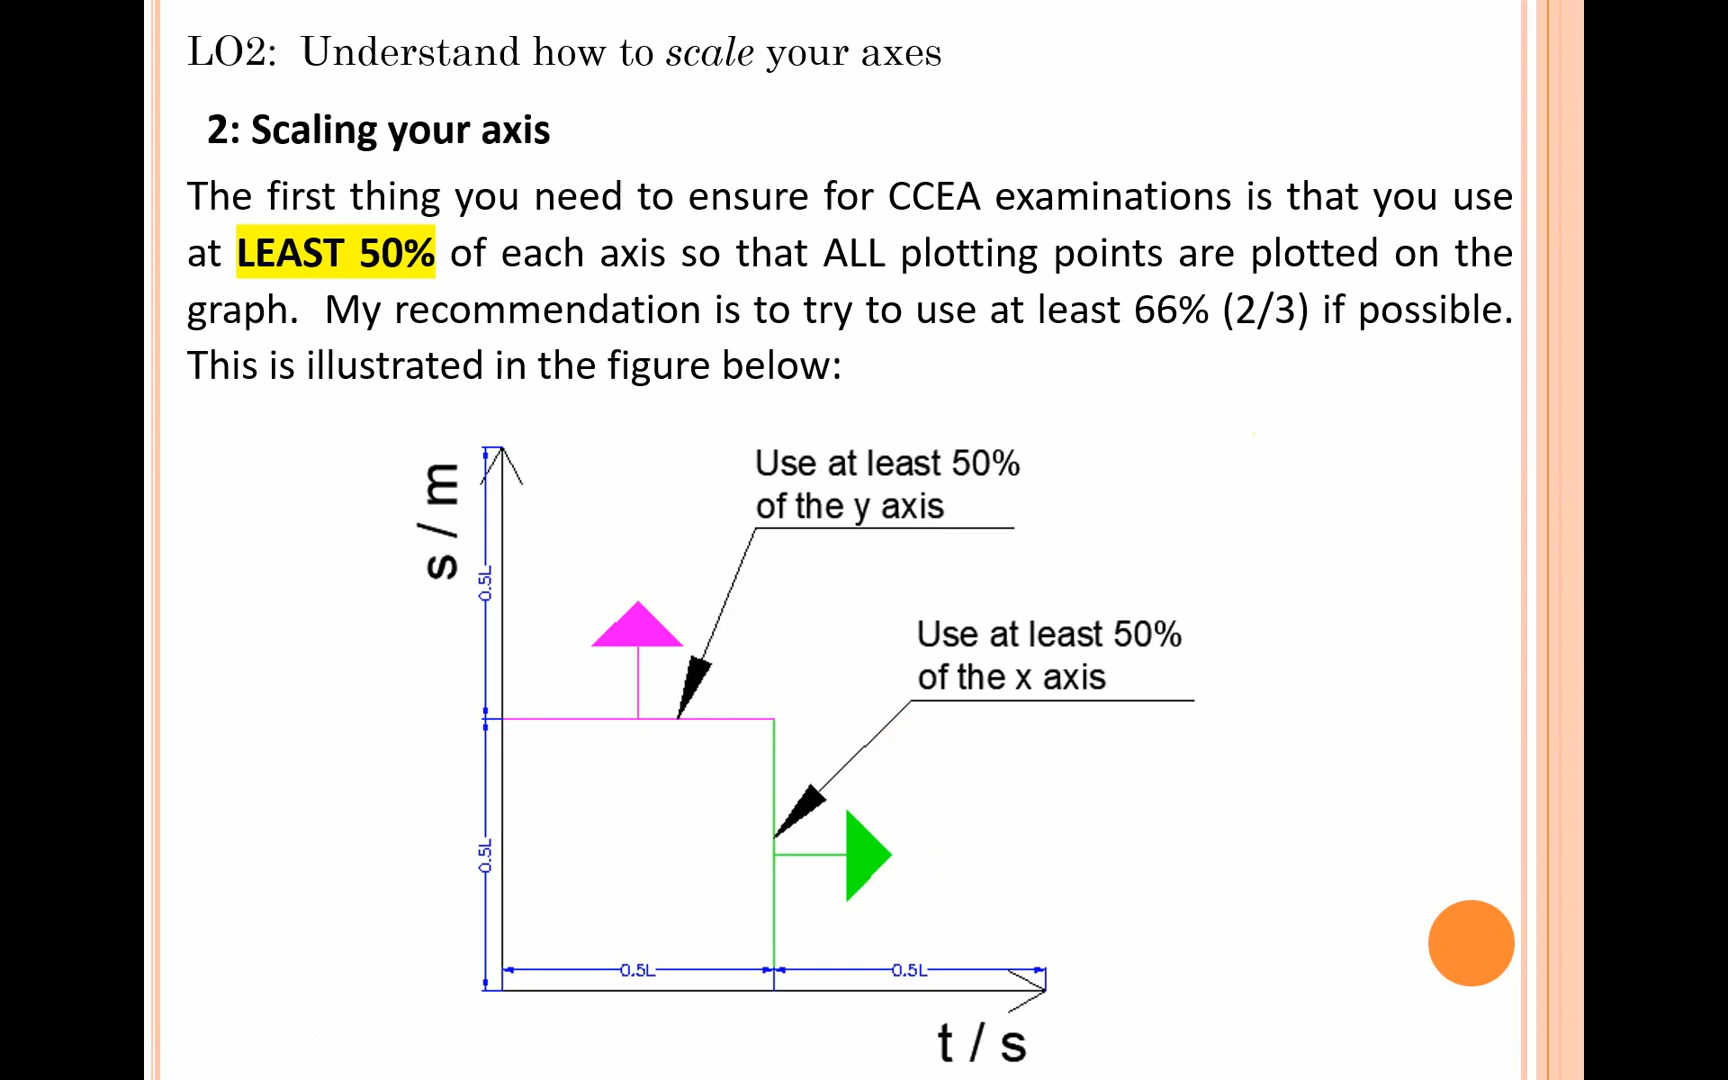 LO2: Understand how to scale your axes
2: Scaling your axis
The first thing you need to ensure for CCEA examinations is that you use
at LEAST 50% of each axis so that ALL plotting points are plotted on the
graph. My recommendation is to try to use at least 66% (2/3) if possible.
This is illustrated in the figure below:
s / m
Use at least 50%
of the y axis
0.5L
Use at least 50%
of the x axis
0.5L
0.5L
0.5L
t / s